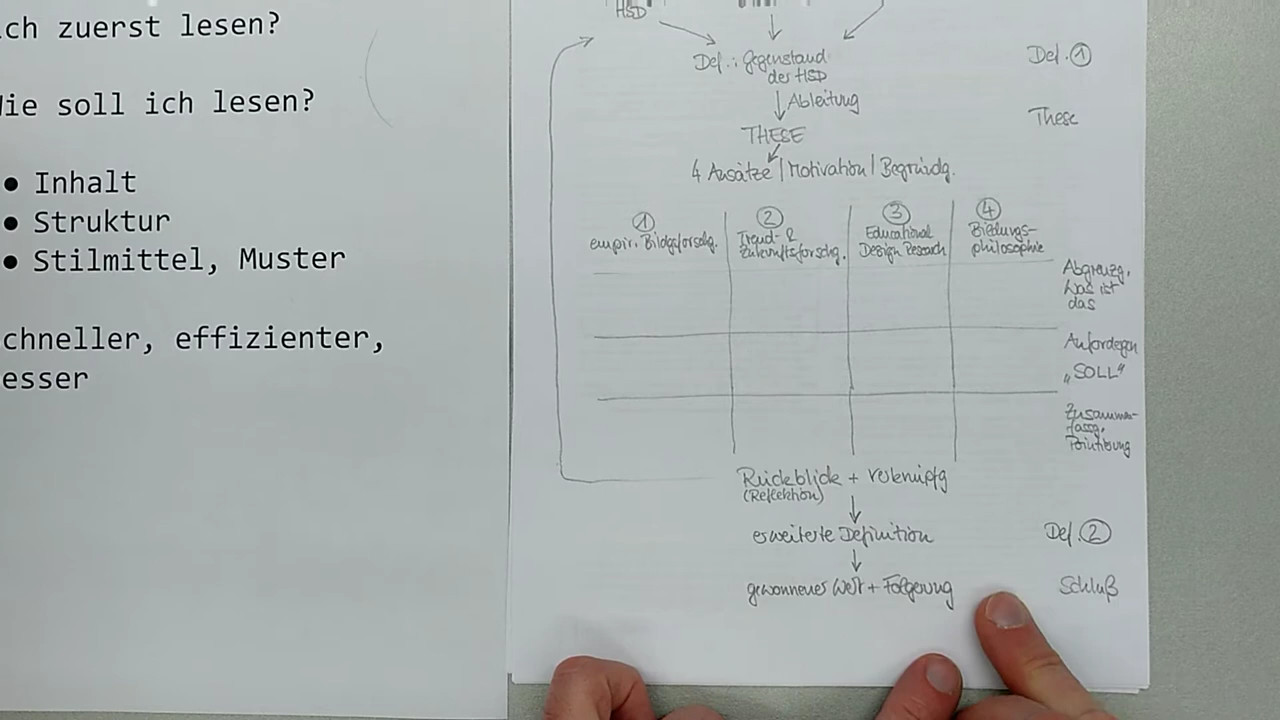 ch zuerst lesen?
Wie soll ich lesen?
• Inhalt
• Struktur
• Stilmittel, Muster
chneller, effizienter,
esser
HSD
Def.: Gegenstand
der HSD
Def. ①
Ableitung
THESE
These
4 Ansätze | Motivation | Begründg.
①
empir. Bildgsforschg.
②
Trend- &
Zukunftsforschg.
③
Educational
Design Research
④
Bildungs-
philosophie
Abgrenzg.
Was ist
das
Anfordegen
„SOLL“
Zusammen-
fassg.
Pointierung
Rückblick + verknüpfg
(Reflektion)
erweiterte Definition
Def. ②
gewonnener Wert + Folgerung
Schluß